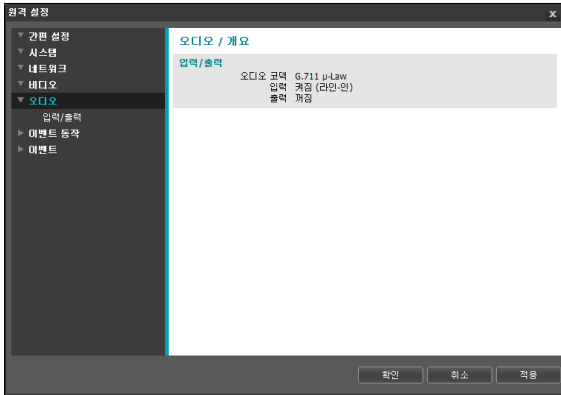 원격 설정
x
간편 설정
시스템
네트워크
비디오
오디오
입력/출력
이벤트 동작
이벤트
오디오 / 개요
입력/출력
오디오 코덱 G.711 μ-Law
입력 켜짐 (라인-인)
출력 꺼짐
확인 취소 적용